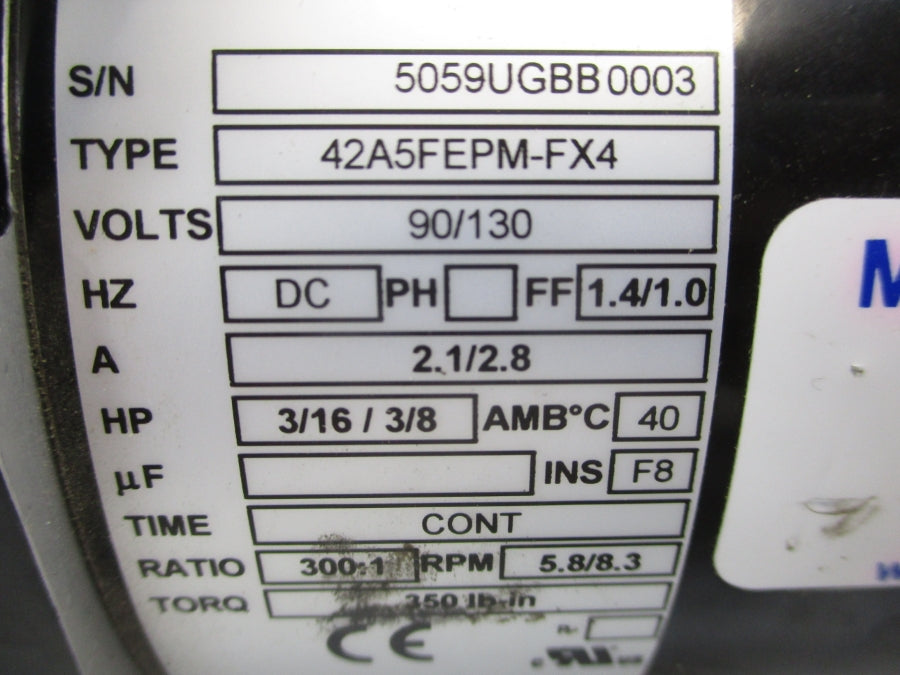 S/N 5059UGBB 0003
TYPE 42A5FEPM-FX4
VOLTS 90/130
HZ DC PH FF 1.4/1.0
A 2.1/2.8
HP 3/16 / 3/8 AMB°C 40
µF INS F8
TIME CONT
RATIO 300:1 RPM 5.8/8.3
TORQ 350 lb-in
CE
M